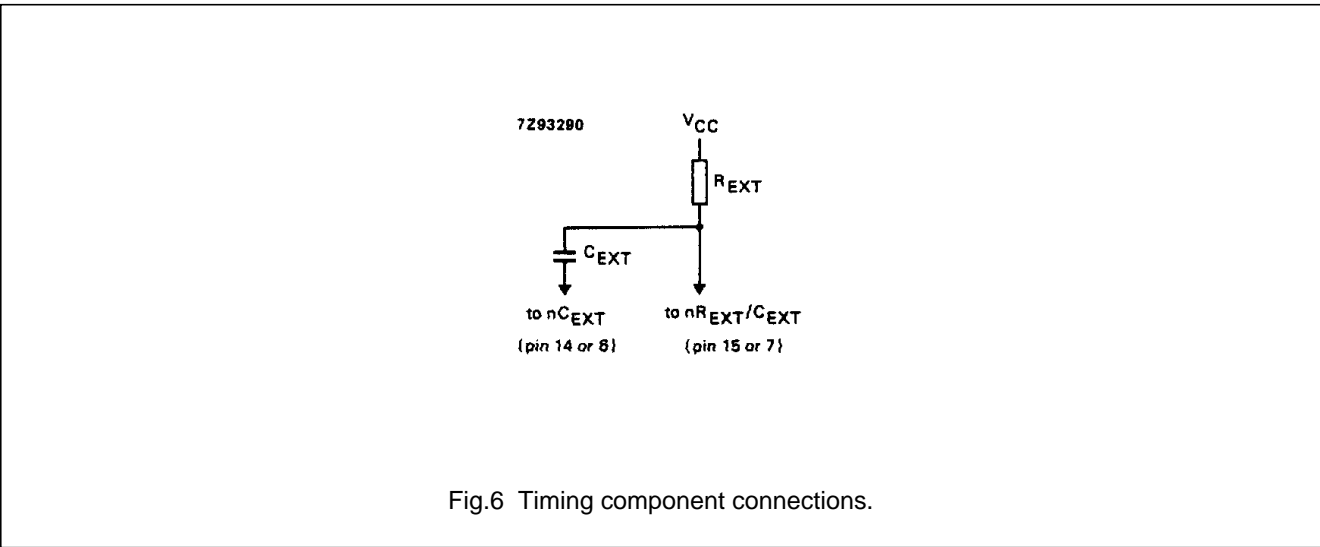 7Z93290
VCC
REXT
CEXT
to nCEXT
to nREXT/CEXT
(pin 14 or 6)
(pin 15 or 7)
Fig.6 Timing component connections.